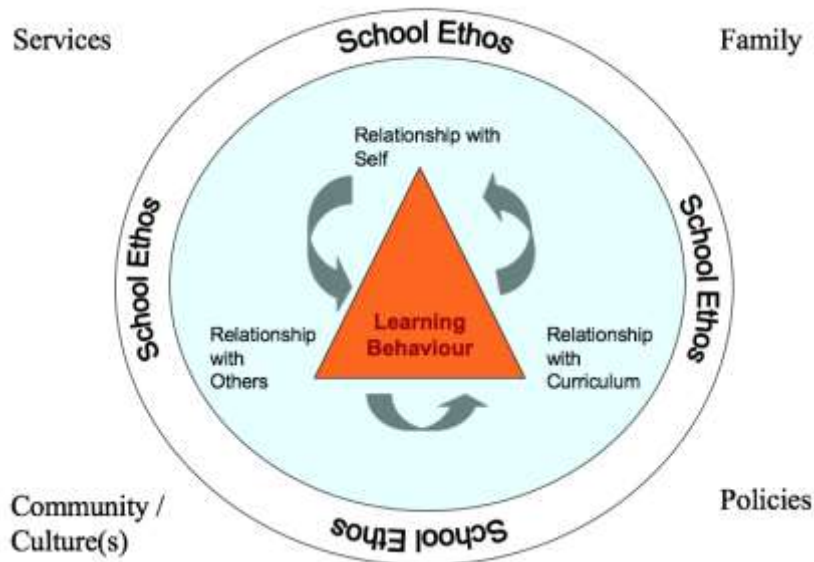 Services
School Ethos
Family
Relationship with
Self
School Ethos
School Ethos
Learning
Behaviour
Relationship
with
Others
Relationship
with
Curriculum
Community /
Culture(s)
School Ethos
Policies